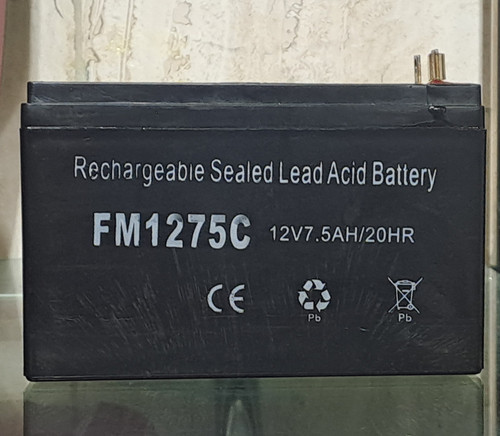 Rechargeable Sealed Lead Acid Battery
FM1275C 12V7.5AH/20HR
CE
Pb Pb